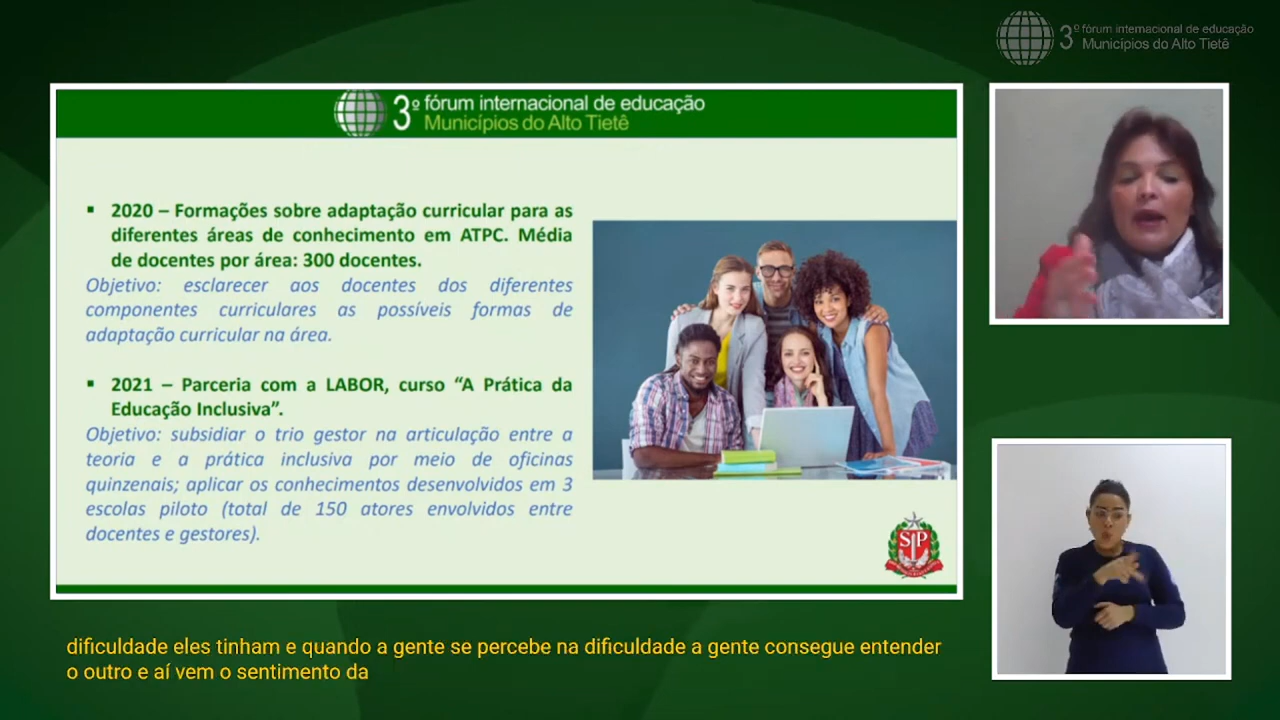 3º fórum internacional de educação
Municípios do Alto Tietê
3º fórum internacional de educação
Municípios do Alto Tietê
▪ 2020 – Formações sobre adaptação curricular para as
diferentes áreas de conhecimento em ATPC. Média
de docentes por área: 300 docentes.
Objetivo: esclarecer aos docentes dos diferentes
componentes curriculares as possíveis formas de
adaptação curricular na área.
▪ 2021 – Parceria com a LABOR, curso “A Prática da
Educação Inclusiva”.
Objetivo: subsidiar o trio gestor na articulação entre a
teoria e a prática inclusiva por meio de oficinas
quinzenais; aplicar os conhecimentos desenvolvidos em 3
escolas piloto (total de 150 atores envolvidos entre
docentes e gestores).
SP
dificuldade eles tinham e quando a gente se percebe na dificuldade a gente consegue entender
o outro e aí vem o sentimento da